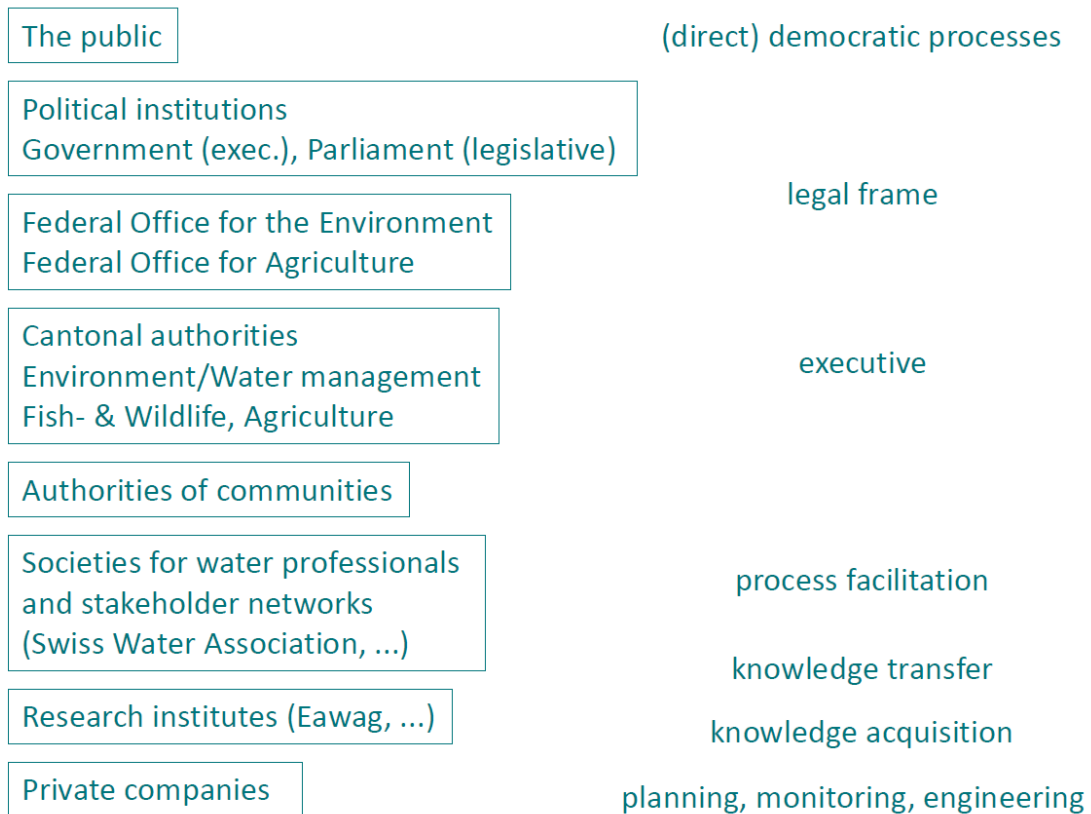 The public
(direct) democratic processes
Political institutions
Government (exec.), Parliament (legislative)
legal frame
Federal Office for the Environment
Federal Office for Agriculture
Cantonal authorities
Environment/Water management
Fish- & Wildlife, Agriculture
executive
Authorities of communities
Societies for water professionals
and stakeholder networks
(Swiss Water Association, ...)
process facilitation
knowledge transfer
Research institutes (Eawag, ...)
knowledge acquisition
Private companies
planning, monitoring, engineering